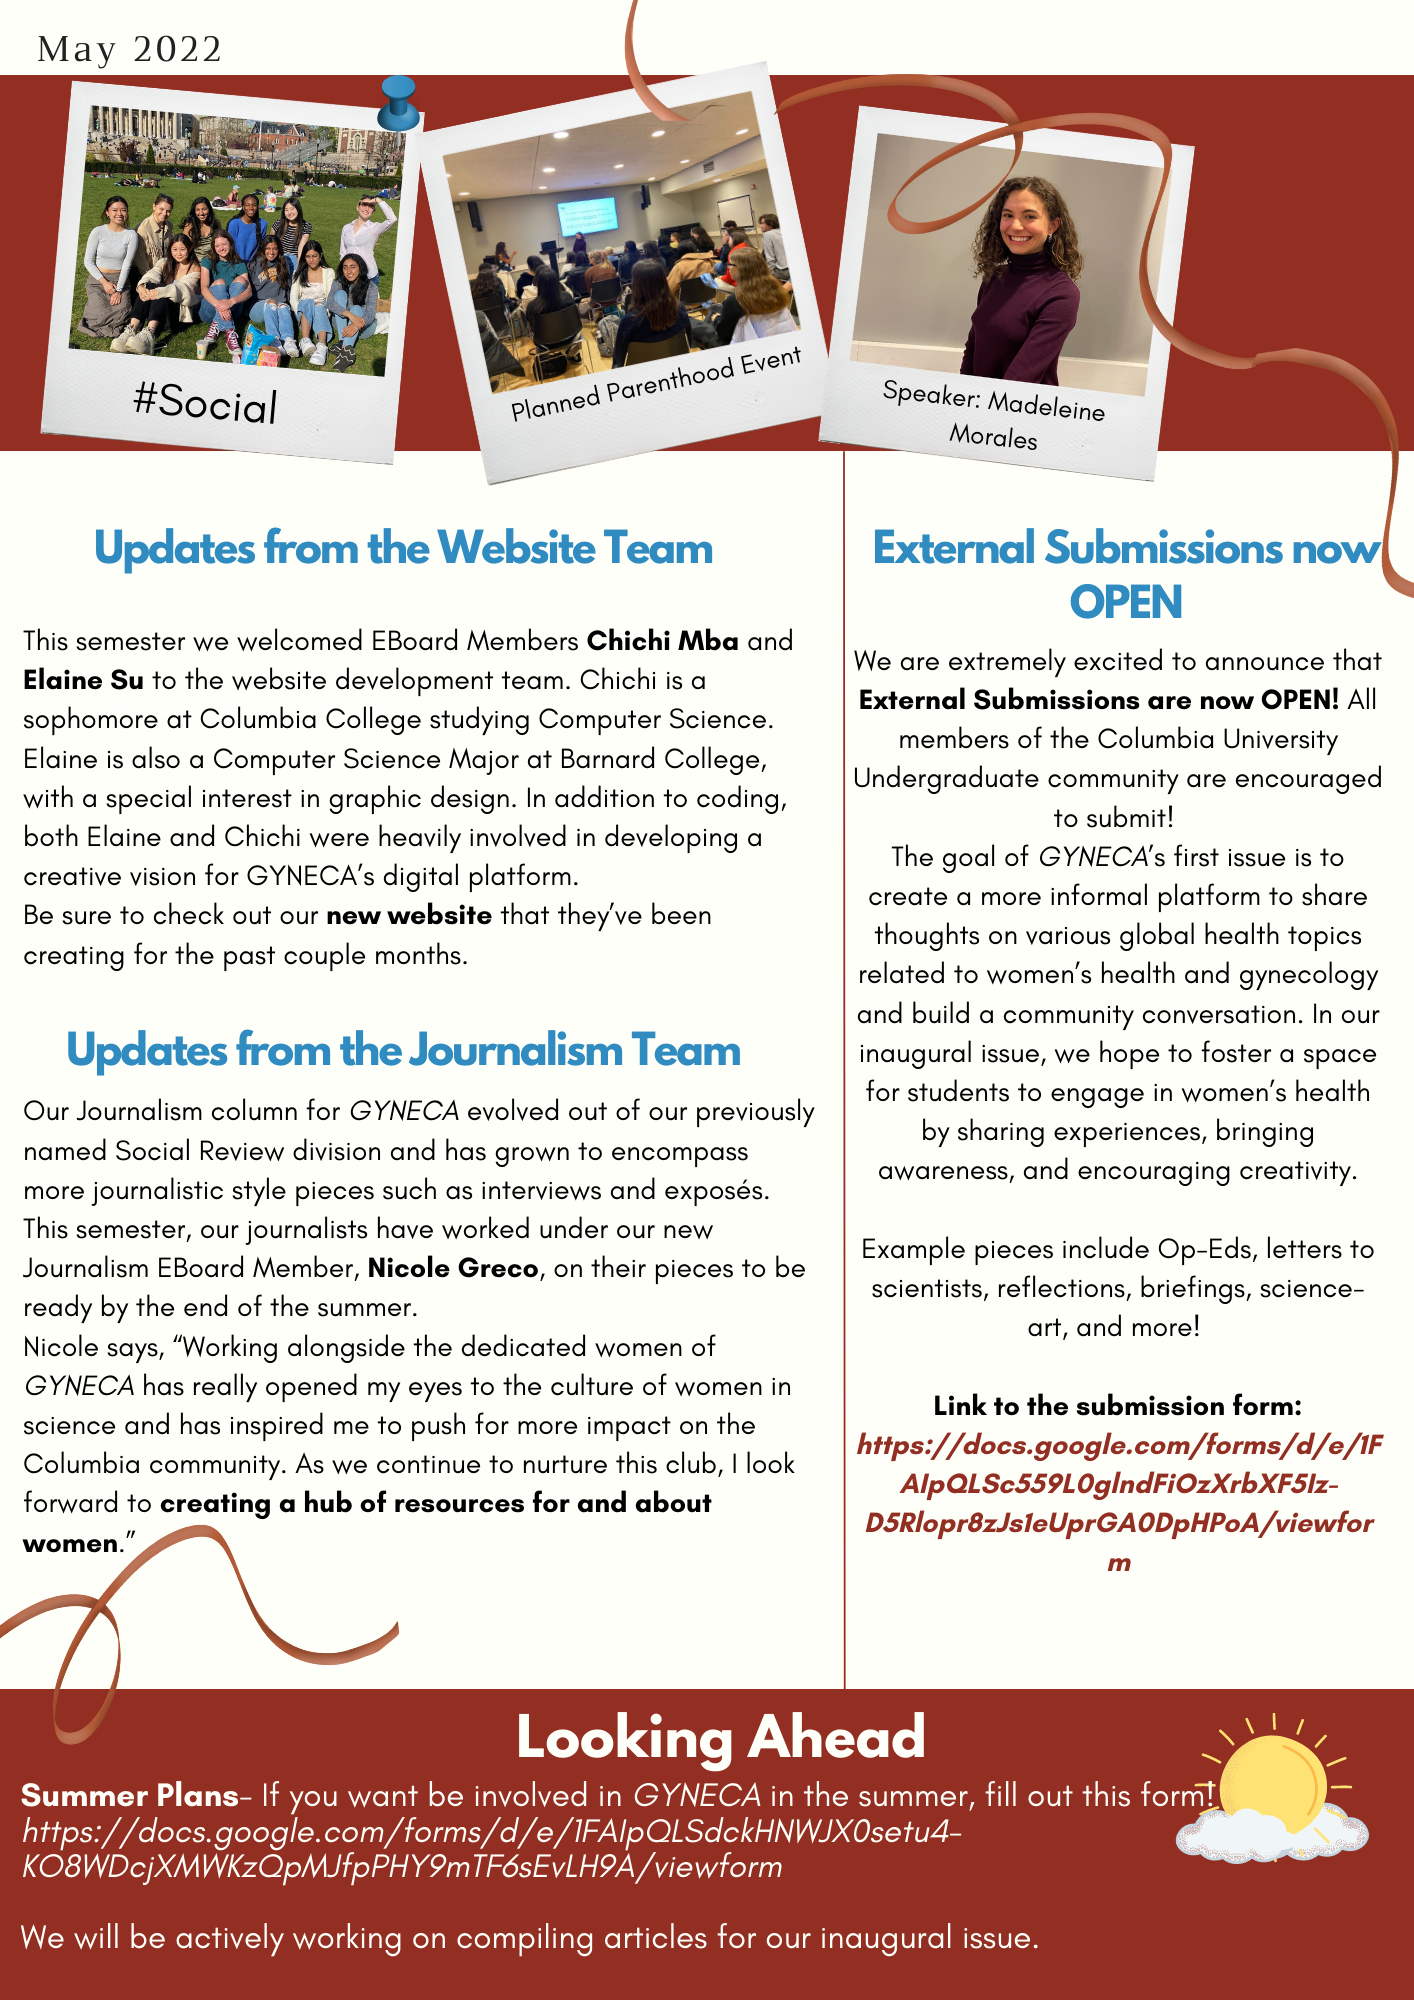 May 2022
#Social
Planned Parenthood Event
Speaker: Madeleine
Morales
Updates from the Website Team
This semester we welcomed EBoard Members Chichi Mba and
Elaine Su to the website development team. Chichi is a
sophomore at Columbia College studying Computer Science.
Elaine is also a Computer Science Major at Barnard College,
with a special interest in graphic design. In addition to coding,
both Elaine and Chichi were heavily involved in developing a
creative vision for GYNECA’s digital platform.
Be sure to check out our new website that they’ve been
creating for the past couple months.
Updates from the Journalism Team
Our Journalism column for GYNECA evolved out of our previously
named Social Review division and has grown to encompass
more journalistic style pieces such as interviews and exposés.
This semester, our journalists have worked under our new
Journalism EBoard Member, Nicole Greco, on their pieces to be
ready by the end of the summer.
Nicole says, “Working alongside the dedicated women of
GYNECA has really opened my eyes to the culture of women in
science and has inspired me to push for more impact on the
Columbia community. As we continue to nurture this club, I look
forward to creating a hub of resources for and about
women.”
External Submissions now
OPEN
We are extremely excited to announce that
External Submissions are now OPEN! All
members of the Columbia University
Undergraduate community are encouraged
to submit!
The goal of GYNECA’s first issue is to
create a more informal platform to share
thoughts on various global health topics
related to women’s health and gynecology
and build a community conversation. In our
inaugural issue, we hope to foster a space
for students to engage in women’s health
by sharing experiences, bringing
awareness, and encouraging creativity.
Example pieces include Op-Eds, letters to
scientists, reflections, briefings, science-
art, and more!
Link to the submission form:
https://docs.google.com/forms/d/e/1F
AIpQLSc559L0glndFiOzXrbXF5Iz-
D5Rlopr8zJs1eUprGA0DpHPoA/viewfor
m
Looking Ahead
Summer Plans- If you want be involved in GYNECA in the summer, fill out this form!
https://docs.google.com/forms/d/e/1FAIpQLSdckHNWJX0setu4-
KO8WDcjXMWKzQpMJfpPHY9mTF6sEvLH9A/viewform
We will be actively working on compiling articles for our inaugural issue.